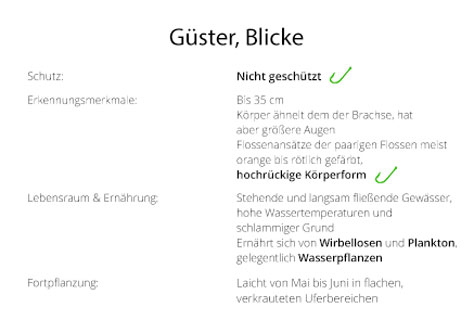 Güster, Blicke
Schutz: Nicht geschützt
Erkennungsmerkmale: Bis 35 cm
Körper ähnelt dem der Brachse, hat
aber größere Augen
Flossenansätze der paarigen Flossen meist
orange bis rötlich gefärbt,
hochrückige Körperform
Lebensraum & Ernährung: Stehende und langsam fließende Gewässer,
hohe Wassertemperaturen und
schlammiger Grund
Ernährt sich von Wirbellosen und Plankton,
gelegentlich Wasserpflanzen
Fortpflanzung: Laicht von Mai bis Juni in flachen,
verkrauteten Uferbereichen